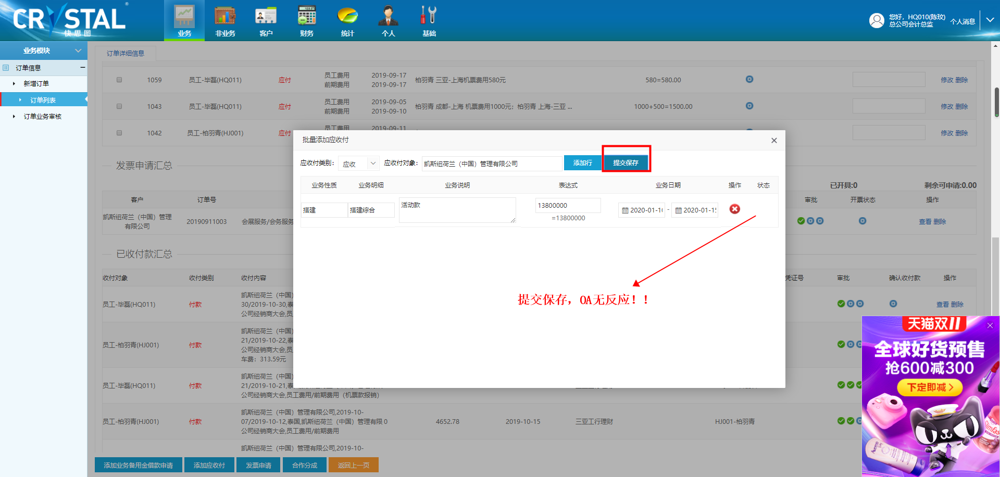 CRYSTAL
®
快思图
业务
非业务
客户
财务
统计
个人
基础
您好，HQ010(陈玟)
总公司会计总监
个人消息
业务模块
订单信息
新增订单
订单列表
订单业务审核
订单详细信息
1059 员工-毕磊(HQ011) 应付 员工费用 前期费用 2019-09-17 2019-09-17 柏羽青 三亚-上海机票费用580元 580=580.00 修改 删除
1043 员工-毕磊(HQ011) 应付 员工费用 前期费用 2019-09-05 2019-09-10 柏羽青 成都-上海 机票费用1000元；柏羽青 上海-三亚 ... 1000+500=1500.00 修改 删除
1042 员工-柏羽青(HJ001) 应付 员工费用 2019-09-11 修改 删除
发票申请汇总
已开具:0 剩余可申请:0.00
客户 订单号 审批 开票状态 操作
凯斯纽荷兰（中国）管理
有限公司
20190911003 会展服务/会务服务 查看 删除
已收付款汇总
收付对象 收付类别 收付内容 凭证号 审批 确认收付款 操作
员工-毕磊(HQ011) 付款
凯斯纽荷兰（中国）
30/2019-10-30,泰
公司经销商大会,员
查看 删除
员工-柏羽青(HJ001) 付款
凯斯纽荷兰（中国）
21/2019-10-22,泰
公司经销商大会,员
车费：313.59元
员工-毕磊(HQ011) 付款
凯斯纽荷兰（中国）
21/2019-10-21,泰
公司经销商大会,员工费用/前期费用（机票款报销）
员工-柏羽青(HJ001) 付款
凯斯纽荷兰（中国）管理有限公司,2019-10-
07/2019-10-12,泰国,凯斯纽荷兰（中国）管理有限 0
公司经销商大会,员工费用/前期费用
4652.78 2019-10-15 三亚工行理财 HJ001-柏羽青
凯斯纽荷兰（中国）管理有限公司,2019-10-
添加业务备用金借款申请
添加应收付
发票申请
合作分成
返回上一页
批量添加应收付
应收付类别: 应收 应收付对象: 凯斯纽荷兰（中国）管理有限公司 添加行 提交保存
业务性质 业务明细 业务说明 表达式 业务日期 操作 状态
搭建 搭建综合 活动款 13800000 2020-01-1 - 2020-01-1
=13800000
提交保存，OA无反应！！
天猫双11
全球好货预售
抢600减300
下定即减